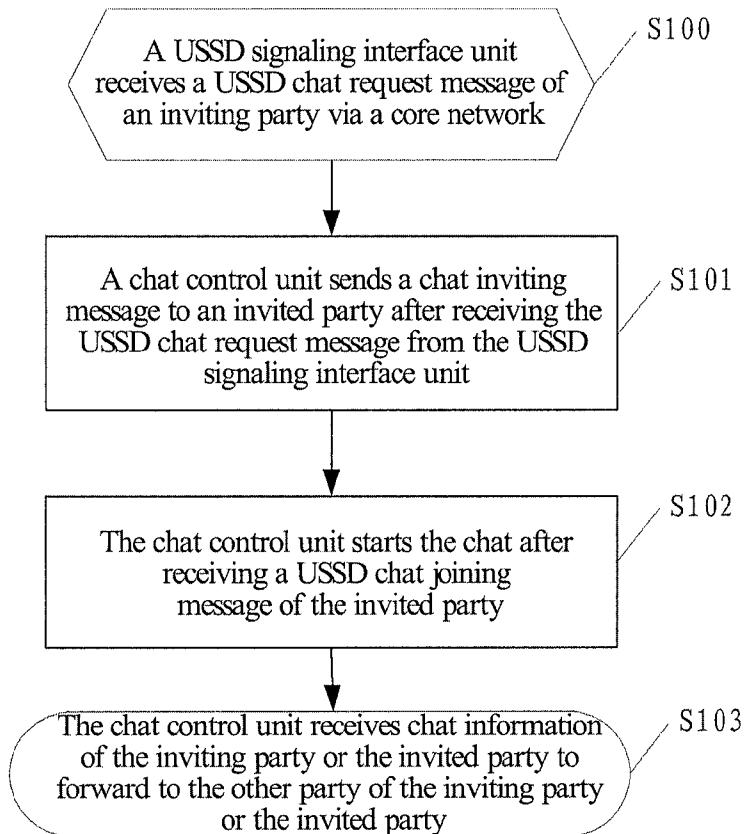 A USSD signaling interface unit
receives a USSD chat request message of
an inviting party via a core network
S100
A chat control unit sends a chat inviting
message to an invited party after receiving the
USSD chat request message from the USSD
signaling interface unit
S101
The chat control unit starts the chat after
receiving a USSD chat joining
message of the invited party
S102
The chat control unit receives chat information
of the inviting party or the invited party to
forward to the other party of the inviting party
or the invited party
S103